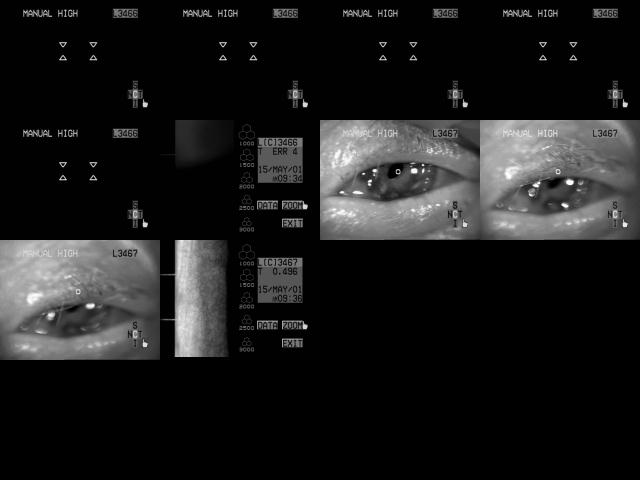 MANUAL HIGH L3466
N C T
MANUAL HIGH L3466
N C T
MANUAL HIGH L3466
N C T
MANUAL HIGH L3466
N C T
MANUAL HIGH L3466
N C T
1000
1500
2000
2500
3000
L(C)3466
T ERR 4
15/MAY/01
09:34
DATA ZOOM
EXIT
MANUAL HIGH L3467
S
N C T
I
MANUAL HIGH L3467
S
N C T
I
MANUAL HIGH L3467
S
N C T
I
1000
1500
2000
2500
3000
L(C)3467
T 0.496
15/MAY/01
09:36
DATA ZOOM
EXIT